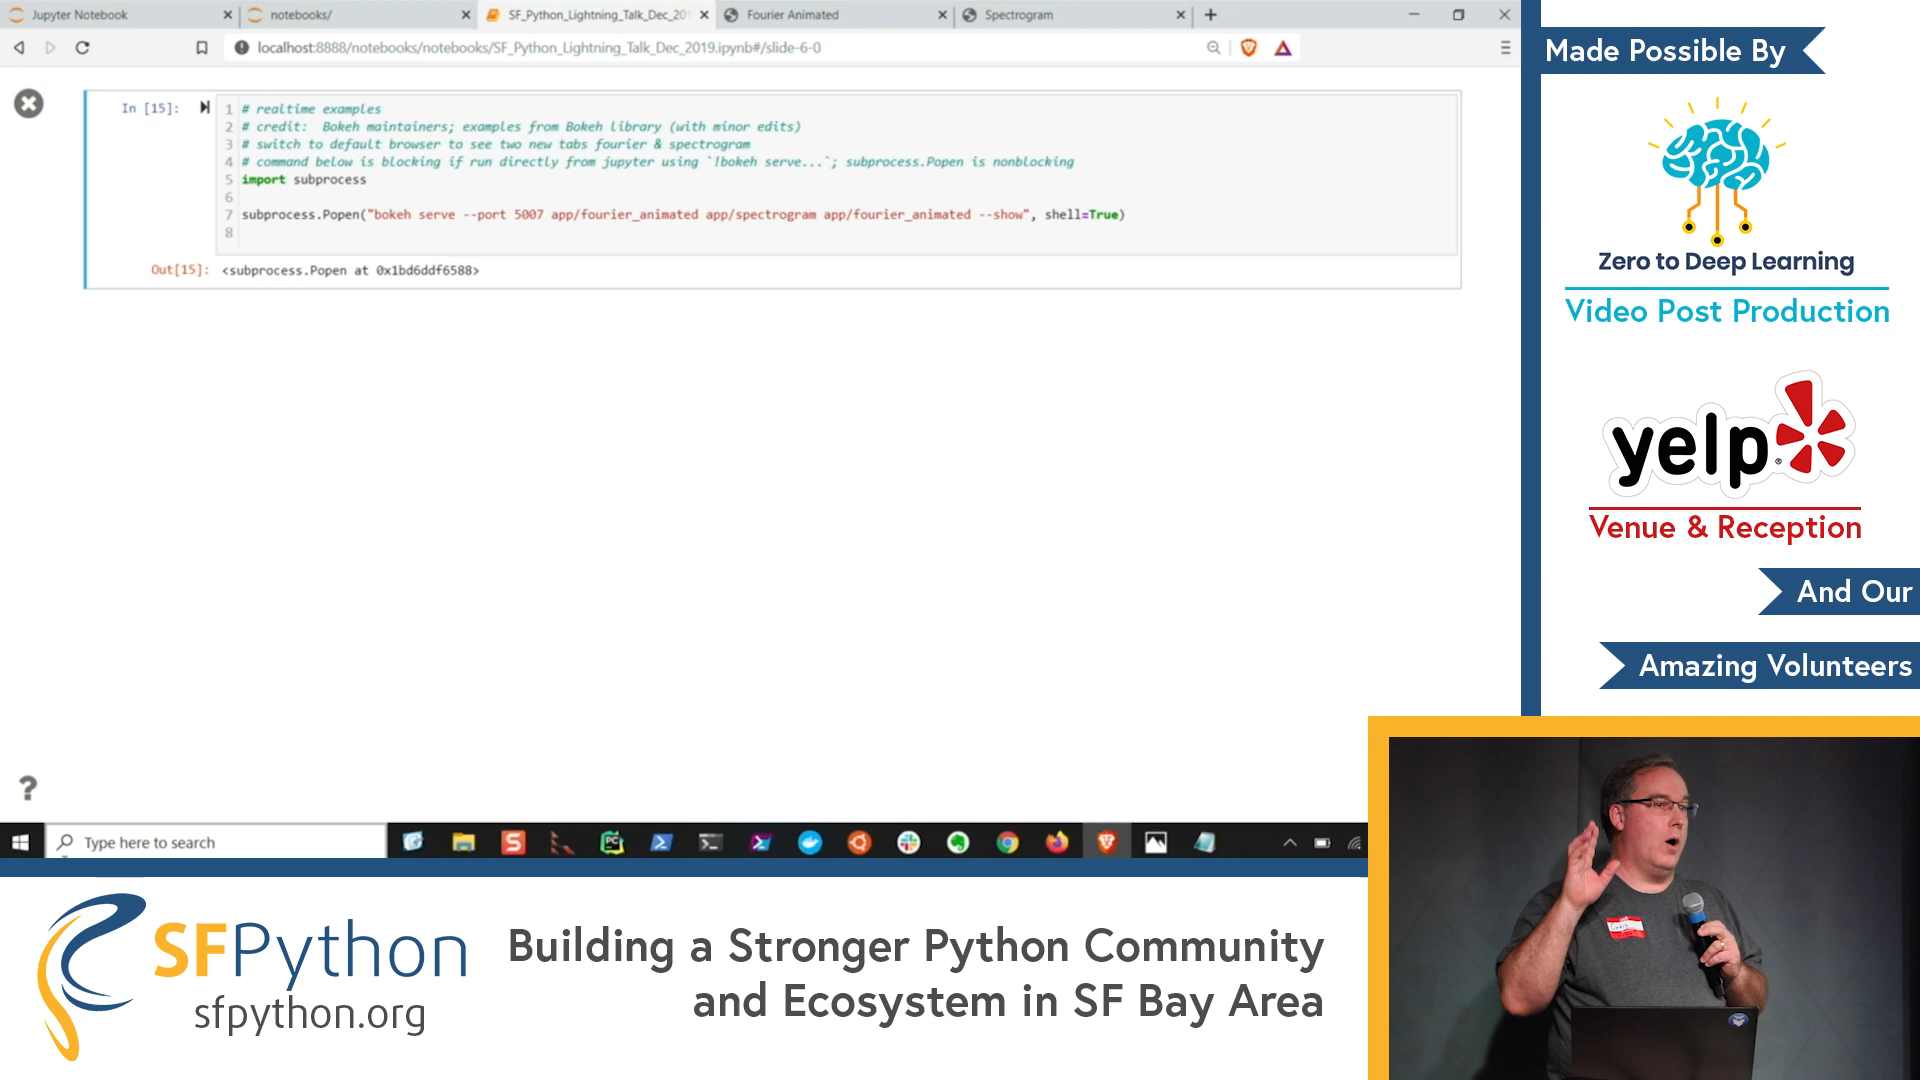 Jupyter Notebook
notebooks/
SF_Python_Lightning_Talk_Dec_201
Fourier Animated
Spectrogram
localhost:8888/notebooks/notebooks/SF_Python_Lightning_Talk_Dec_2019.ipynb#/slide-6-0
In [15]:
1 # realtime examples
2 # credit:  Bokeh maintainers; examples from Bokeh library (with minor edits)
3 # switch to default browser to see two new tabs fourier & spectrogram
4 # command below is blocking if run directly from jupyter using `!bokeh serve...`; subprocess.Popen is nonblocking
5 import subprocess
6
7 subprocess.Popen("bokeh serve --port 5007 app/fourier_animated app/spectrogram app/fourier_animated --show", shell=True)
8
Out[15]: <subprocess.Popen at 0x1bd6ddf6588>
?
Type here to search
Made Possible By
Zero to Deep Learning
Video Post Production
yelp
Venue & Reception
And Our
Amazing Volunteers
SFPython
sfpython.org
Building a Stronger Python Community
and Ecosystem in SF Bay Area